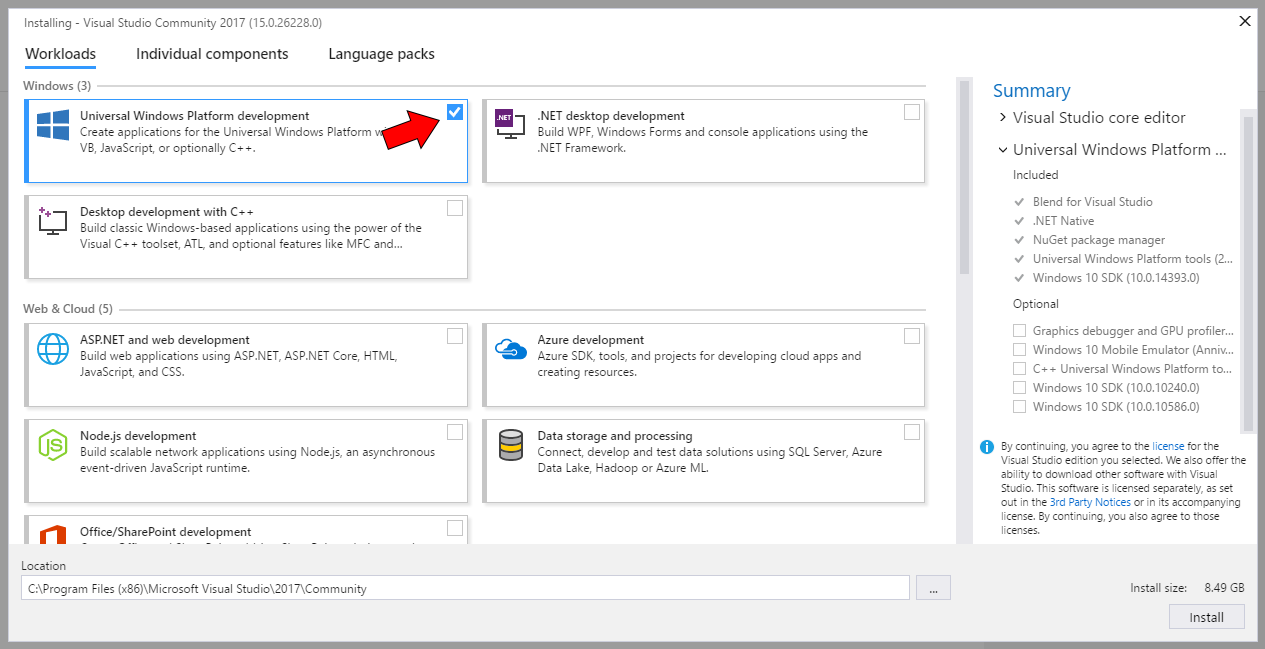 Installing - Visual Studio Community 2017 (15.0.26228.0)
Workloads
Individual components
Language packs
Windows (3)
Universal Windows Platform development
Create applications for the Universal Windows Platform
VB, JavaScript, or optionally C++.
.NET
.NET desktop development
Build WPF, Windows Forms and console applications using the
.NET Framework.
Desktop development with C++
Build classic Windows-based applications using the power of the
Visual C++ toolset, ATL, and optional features like MFC and...
Web & Cloud (5)
ASP.NET and web development
Build web applications using ASP.NET, ASP.NET Core, HTML,
JavaScript, and CSS.
Azure development
Azure SDK, tools, and projects for developing cloud apps and
creating resources.
JS
Node.js development
Build scalable network applications using Node.js, an asynchronous
event-driven JavaScript runtime.
Data storage and processing
Connect, develop and test data solutions using SQL Server, Azure
Data Lake, Hadoop or Azure ML.
Office/SharePoint development
Summary
Visual Studio core editor
Universal Windows Platform ...
Included
Blend for Visual Studio
.NET Native
NuGet package manager
Universal Windows Platform tools (2...
Windows 10 SDK (10.0.14393.0)
Optional
Graphics debugger and GPU profiler...
Windows 10 Mobile Emulator (Anniv...
C++ Universal Windows Platform to...
Windows 10 SDK (10.0.10240.0)
Windows 10 SDK (10.0.10586.0)
By continuing, you agree to the license for the
Visual Studio edition you selected. We also offer the
ability to download other software with Visual
Studio. This software is licensed separately, as set
out in the 3rd Party Notices or in its accompanying
license. By continuing, you also agree to those
licenses.
Location
C:\Program Files (x86)\Microsoft Visual Studio\2017\Community
...
Install size: 8.49 GB
Install